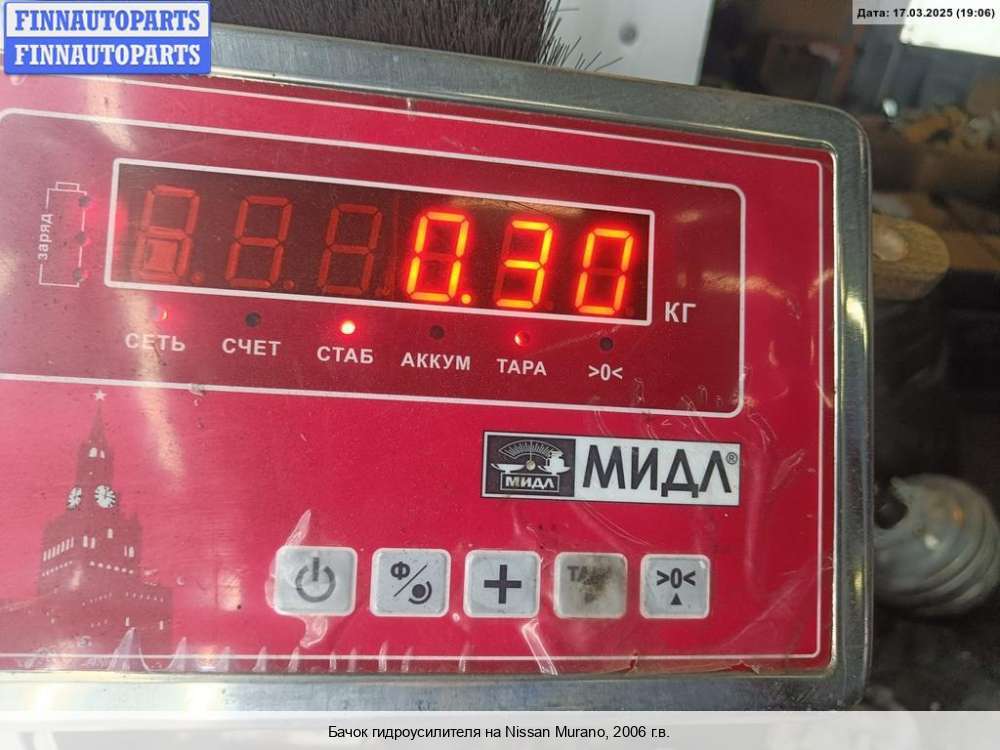 FINNAUTOPARTS
FINNAUTOPARTS
Дата: 17.03.2025 (19:06)
заряд
0.30
КГ
СЕТЬ СЧЕТ СТАБ АККУМ ТАРА >0<
МИДЛ
МИДЛ®
Ф/ + >0<
Бачок гидроусилителя на Nissan Murano, 2006 г.в.